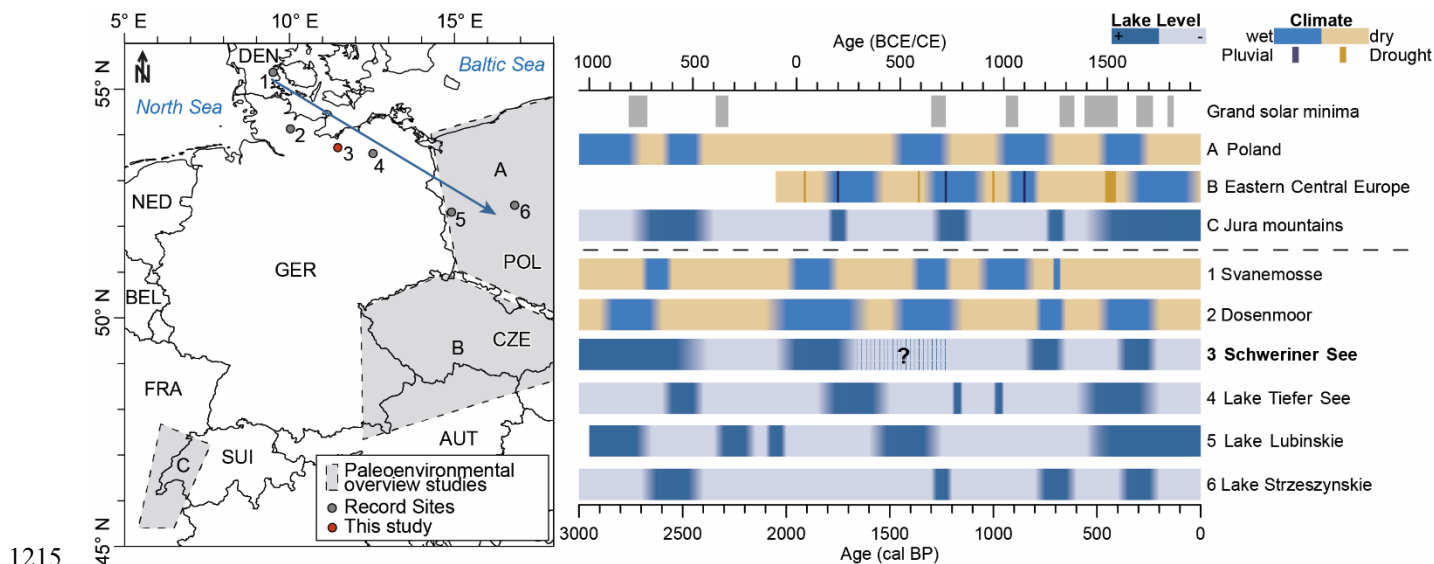 5° E
10° E
15° E
55° N
50° N
45° N
N
DEN
Baltic Sea
North Sea
1
2
3
4
5
6
A
NED
GER
POL
BEL
CZE
B
FRA
AUT
C
SUI
Paleoenvironmental
overview studies
Record Sites
This study
1215
Lake Level
+
-
Climate
wet
dry
Pluvial
Drought
Age (BCE/CE)
1000
500
0
500
1000
1500
Grand solar minima
A Poland
B Eastern Central Europe
C Jura mountains
1 Svanemosse
2 Dosenmoor
?
3 Schweriner See
4 Lake Tiefer See
5 Lake Lubinskie
6 Lake Strzeszynskie
3000
2500
2000
1500
1000
500
0
Age (cal BP)